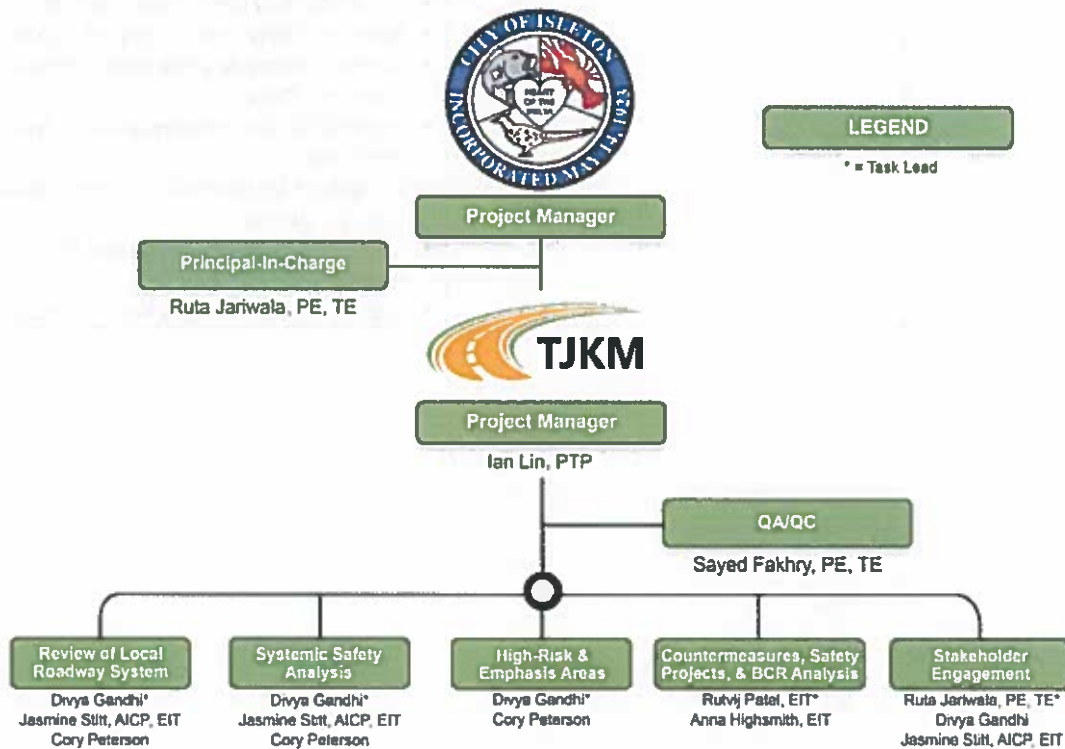 CITY OF ISLETON
HEART
OF THE
DELTA
INCORPORATED MAY 14, 1923
LEGEND
* = Task Lead
Project Manager
Principal-In-Charge
Ruta Jariwala, PE, TE
TJKM
Project Manager
Ian Lin, PTP
QA/QC
Sayed Fakhry, PE, TE
Review of Local
Roadway System
Divya Gandhi*
Jasmine Stitt, AICP, EIT
Cory Peterson
Systemic Safety
Analysis
Divya Gandhi*
Jasmine Stitt, AICP, EIT
Cory Peterson
High-Risk &
Emphasis Areas
Divya Gandhi*
Cory Peterson
Countermeasures, Safety
Projects, & BCR Analysis
Rutvij Patel, EIT*
Anna Highsmith, EIT
Stakeholder
Engagement
Ruta Jariwala, PE, TE*
Divya Gandhi
Jasmine Stitt, AICP, EIT